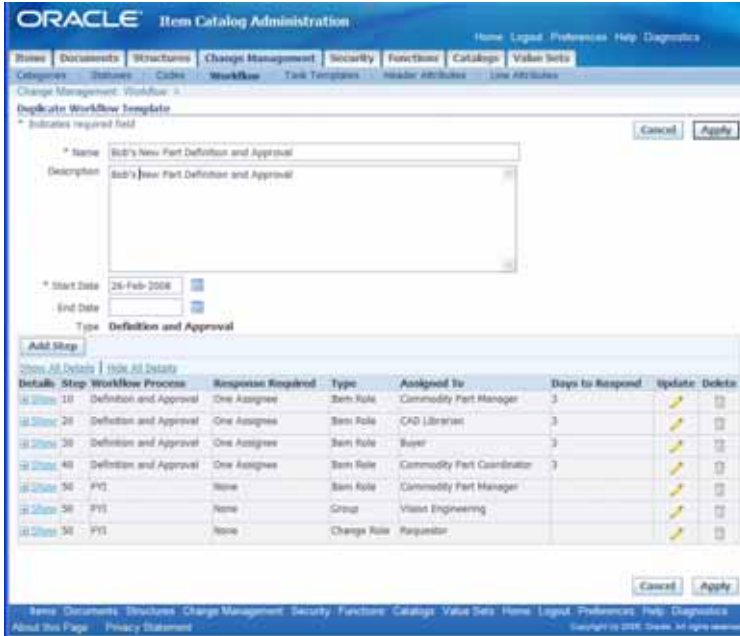 ORACLE Item Catalog Administration
Home Logout Preferences Help Diagnostics
Items Documents Structures Change Management Security Functions Catalogs Value Sets
Categories Statuses Codes Workflow Task Templates Header Attributes Line Attributes
Change Management: Workflow >
Duplicate Workflow Template
* Indicates required field
Cancel Apply
* Name Bob's New Part Definition and Approval
Description Bob's New Part Definition and Approval
* Start Date 26-Feb-2008
End Date
Type Definition and Approval
Add Step
Show All Details | Hide All Details
Details Step Workflow Process Response Required Type Assigned To Days to Respond Update Delete
Show 10 Definition and Approval One Assignee Item Role Commodity Part Manager 3
Show 20 Definition and Approval One Assignee Item Role CAD Librarian 3
Show 30 Definition and Approval One Assignee Item Role Buyer 3
Show 40 Definition and Approval One Assignee Item Role Commodity Part Coordinator 3
Show 50 FYI None Item Role Commodity Part Manager
Show 50 FYI None Group Vision Engineering
Show 50 FYI None Change Role Requestor
Cancel Apply
Items Documents Structures Change Management Security Functions Catalogs Value Sets Home Logout Preferences Help Diagnostics
About this Page Privacy Statement Copyright (c) 2006, Oracle. All rights reserved.